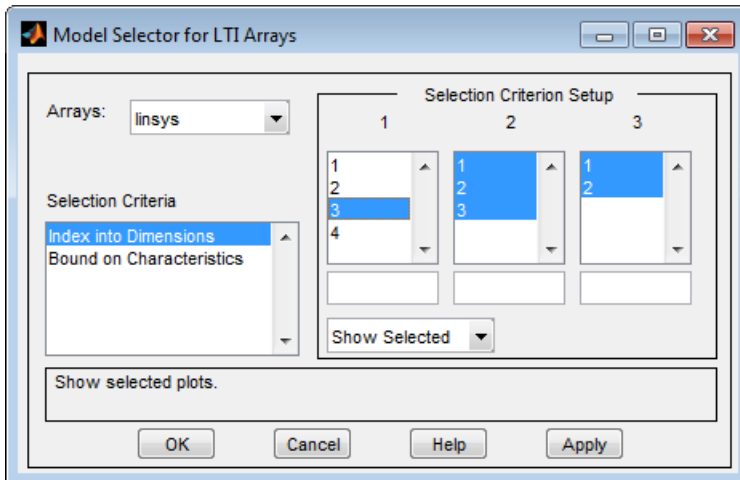 Model Selector for LTI Arrays
Arrays:
linsys
Selection Criteria
Index into Dimensions
Bound on Characteristics
Selection Criterion Setup
1 2 3
1 1 1
2 2 2
3 3
4
Show Selected
Show selected plots.
OK Cancel Help Apply